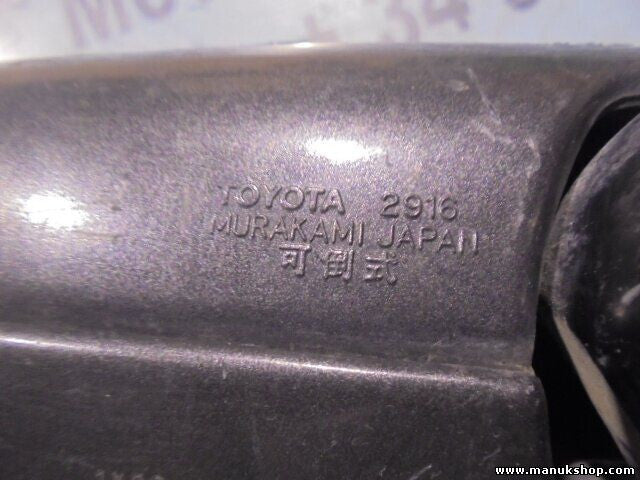 TOYOTA 2916
MURAKAMI JAPAN
可倒式
www.manukshop.com